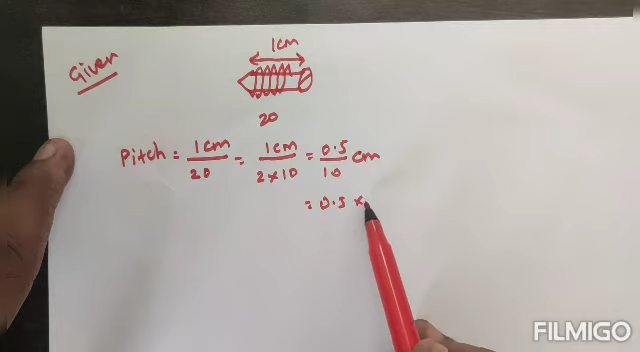 Given
1cm
20
Pitch = 1cm/20 = 1cm/2×10 = 0.5/10 cm
= 0.5 ×
FILMIGO